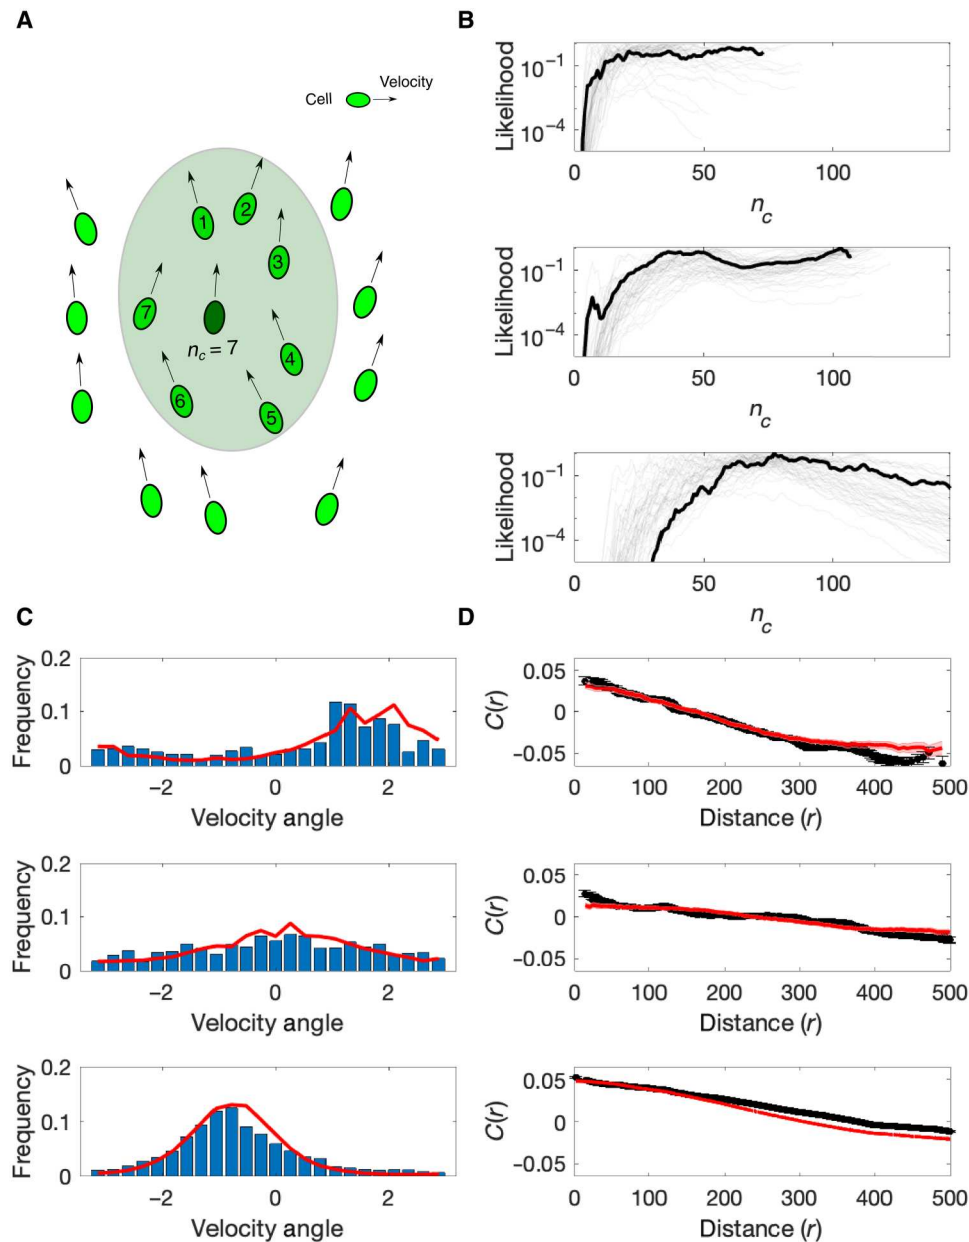 A
Velocity
Cell
1
2
3
7
n_c = 7
4
6
5
B
Likelihood
10⁻¹
10⁻⁴
0 50 100
n_c
Likelihood
10⁻¹
10⁻⁴
0 50 100
n_c
Likelihood
10⁻¹
10⁻⁴
0 50 100
n_c
C
Frequency
0.2
0.1
0
−2 0 2
Velocity angle
Frequency
0.2
0.1
0
−2 0 2
Velocity angle
Frequency
0.2
0.1
0
−2 0 2
Velocity angle
D
C(r)
0.05
0
−0.05
0 100 200 300 400 500
Distance (r)
C(r)
0.05
0
−0.05
0 100 200 300 400 500
Distance (r)
C(r)
0.05
0
−0.05
0 100 200 300 400 500
Distance (r)